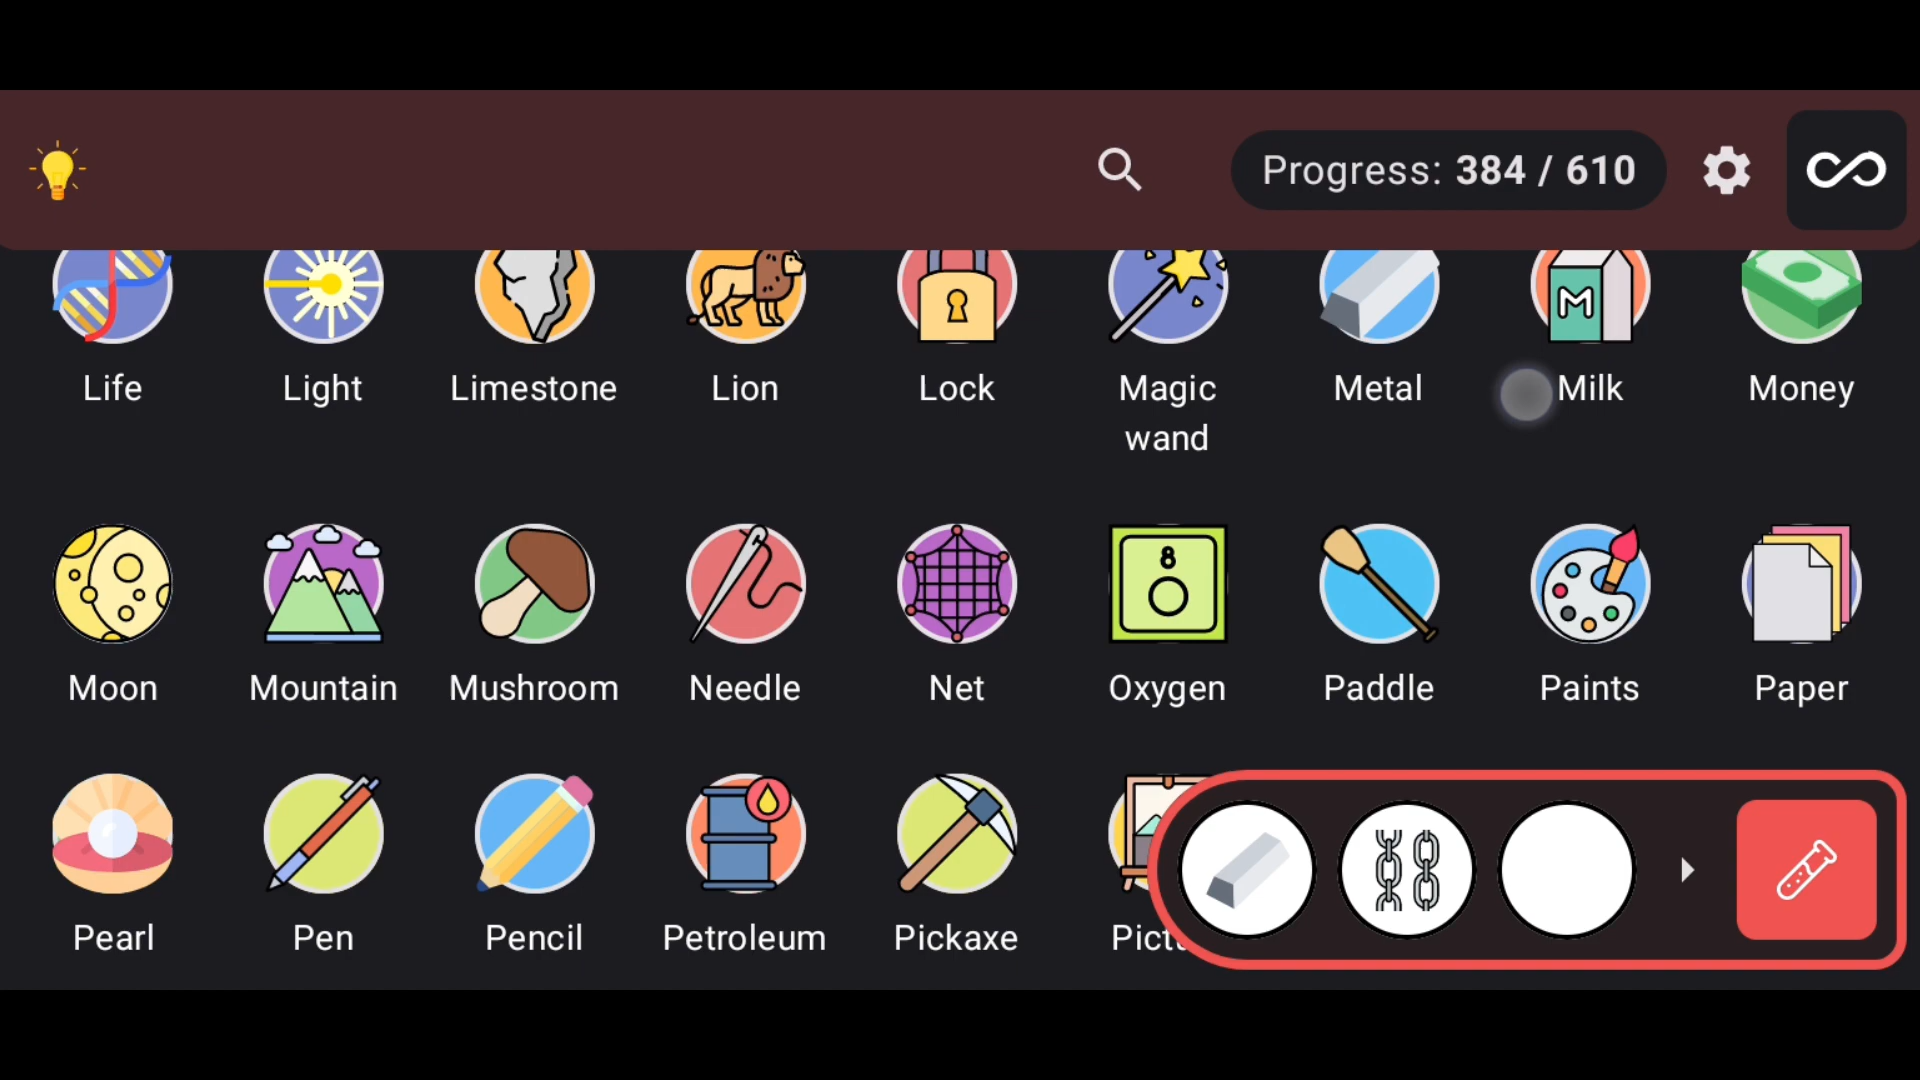 Progress: 384 / 610
M
Life Light Limestone Lion Lock Magic wand Metal Milk Money
8
O
Moon Mountain Mushroom Needle Net Oxygen Paddle Paints Paper
Pearl Pen Pencil Petroleum Pickaxe